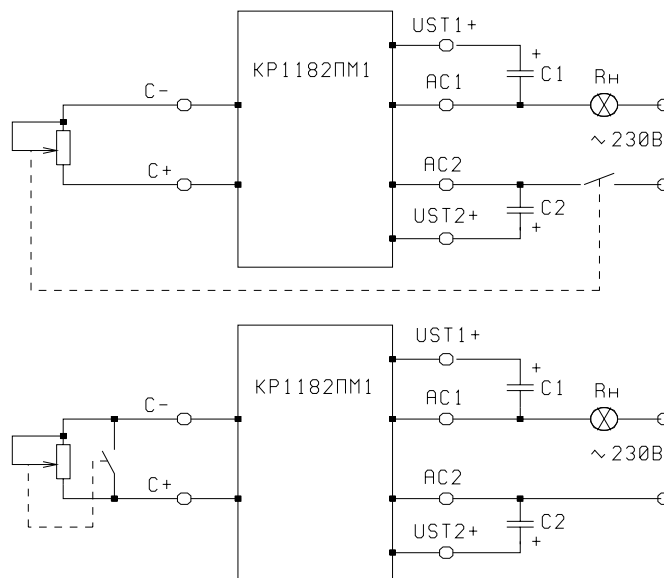 UST1+
КР1182ПМ1
+
C1
C-
AC1
Rн
~230В
C+
AC2
C2
UST2+
+
UST1+
КР1182ПМ1
+
C1
C-
AC1
Rн
~230В
C+
AC2
C2
UST2+
+